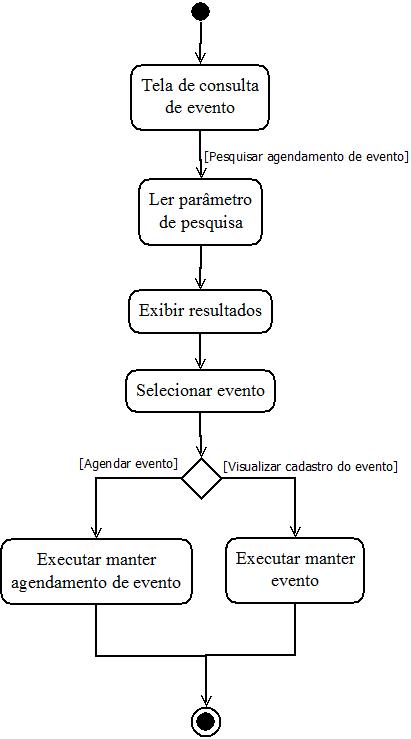 Tela de consulta
de evento
[Pesquisar agendamento de evento]
Ler parâmetro
de pesquisa
Exibir resultados
Selecionar evento
[Agendar evento]
[Visualizar cadastro do evento]
Executar manter
agendamento de evento
Executar manter
evento